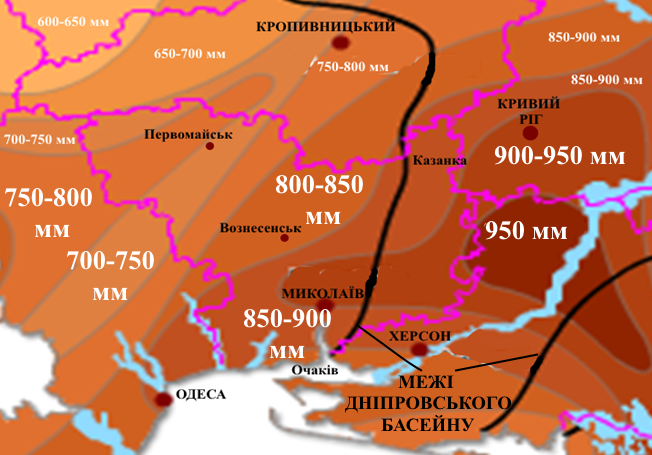 600-650 мм
КРОПИВНИЦЬКИЙ
650-700 мм
750-800 мм
850-900 мм
850-900 мм
КРИВИЙ
РІГ
700-750 мм
Первомайськ
Казанка
900-950 мм
750-800
мм
800-850
мм
Вознесенськ
950 мм
700-750
мм
МИКОЛАЇВ
850-900
мм
ХЕРСОН
Очаків
ОДЕСА
МЕЖІ
ДНІПРОВСЬКОГО
БАСЕЙНУ